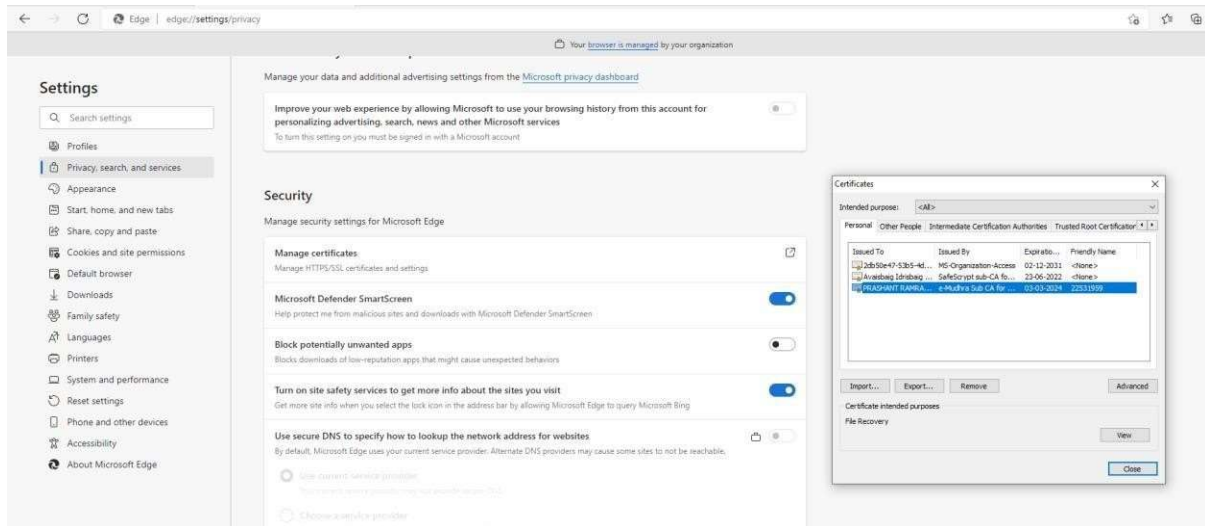 Edge | edge://settings/privacy
Your browser is managed by your organization
Settings
Search settings
Profiles
Privacy, search, and services
Appearance
Start, home, and new tabs
Share, copy and paste
Cookies and site permissions
Default browser
Downloads
Family safety
Languages
Printers
System and performance
Reset settings
Phone and other devices
Accessibility
About Microsoft Edge
Manage your data and additional advertising settings from the Microsoft privacy dashboard
Improve your web experience by allowing Microsoft to use your browsing history from this account for
personalizing advertising, search, news and other Microsoft services
To turn this setting on you must be signed in with a Microsoft account
Security
Manage security settings for Microsoft Edge
Manage certificates
Manage HTTPS/SSL certificates and settings
Microsoft Defender SmartScreen
Help protect me from malicious sites and downloads with Microsoft Defender SmartScreen
Block potentially unwanted apps
Blocks downloads of low-reputation apps that might cause unexpected behaviors
Turn on site safety services to get more info about the sites you visit
Get more site info when you select the lock icon in the address bar by allowing Microsoft Edge to query Microsoft Bing
Use secure DNS to specify how to lookup the network address for websites
By default, Microsoft Edge uses your current service provider. Alternate DNS providers may cause some sites to not be reachable.
Use current service provider
Choose a service provider
Certificates
Intended purpose: <All>
Personal Other People Intermediate Certification Authorities Trusted Root Certification
Issued To Issued By Expiratio... Friendly Name
2db50e47-53b5-4d... MS-Organization-Access 02-12-2031 <None>
Avaisbaig Idrisbaig ... SafeScrypt sub-CA fo... 23-06-2022 <None>
PRASHANT RAMRA... e-Mudhra Sub CA for ... 03-03-2024 22531959
Import... Export... Remove Advanced
Certificate intended purposes
File Recovery
View
Close